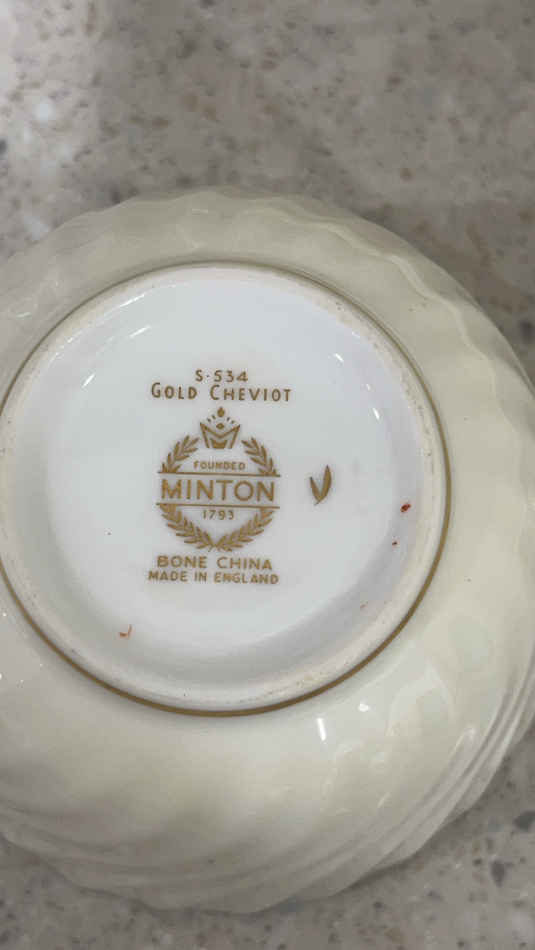 S·534
GOLD CHEVIOT
FOUNDED
MINTON
1793
BONE CHINA
MADE IN ENGLAND